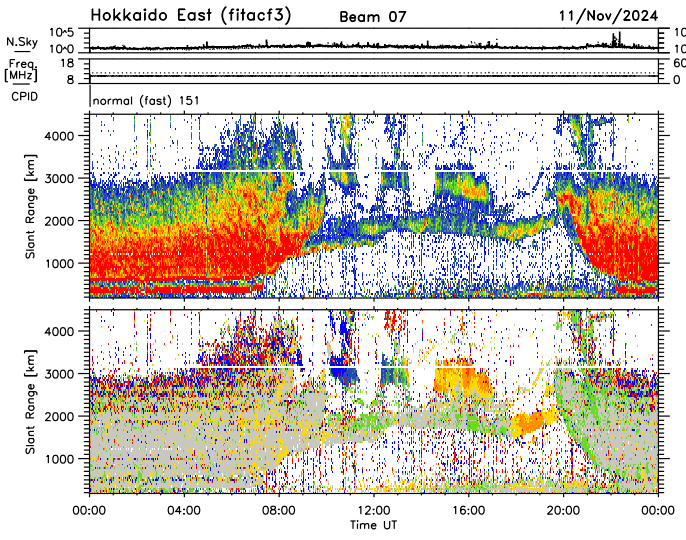 Hokkaido East (fitacf3) Beam 07 11/Nov/2024
N.Sky 10^5 10^0 10 10
Freq. [MHz] 18 8 60 0
CPID normal (fast) 151
Slant Range [km] 4000 3000 2000 1000
Slant Range [km] 4000 3000 2000 1000
00:00 04:00 08:00 12:00 16:00 20:00 00:00
Time UT